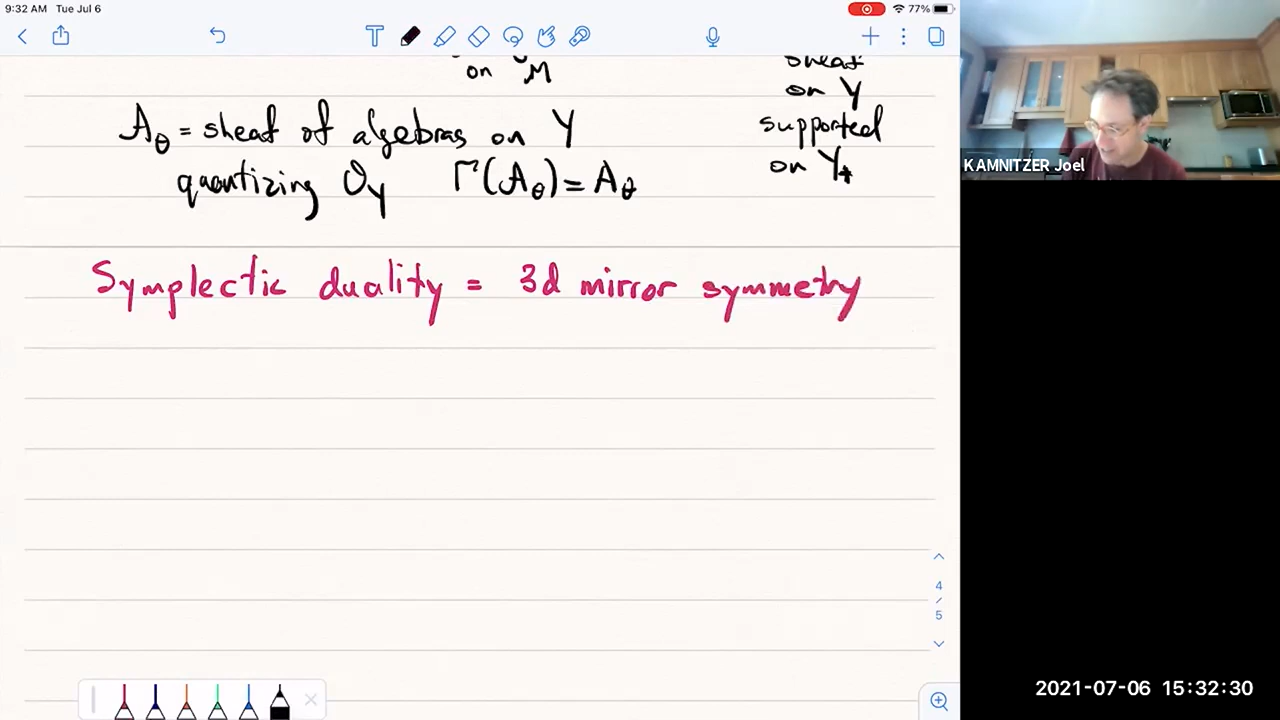 9:32 AM Tue Jul 6
77%
on M
sheaf
on Y
supported
on Y₊
𝒜_θ = sheaf of algebras on Y
quantizing 𝒪_Y Γ(𝒜_θ) = A_θ
Symplectic duality = 3d mirror symmetry
4
/
5
KAMNITZER Joel
2021-07-06 15:32:30